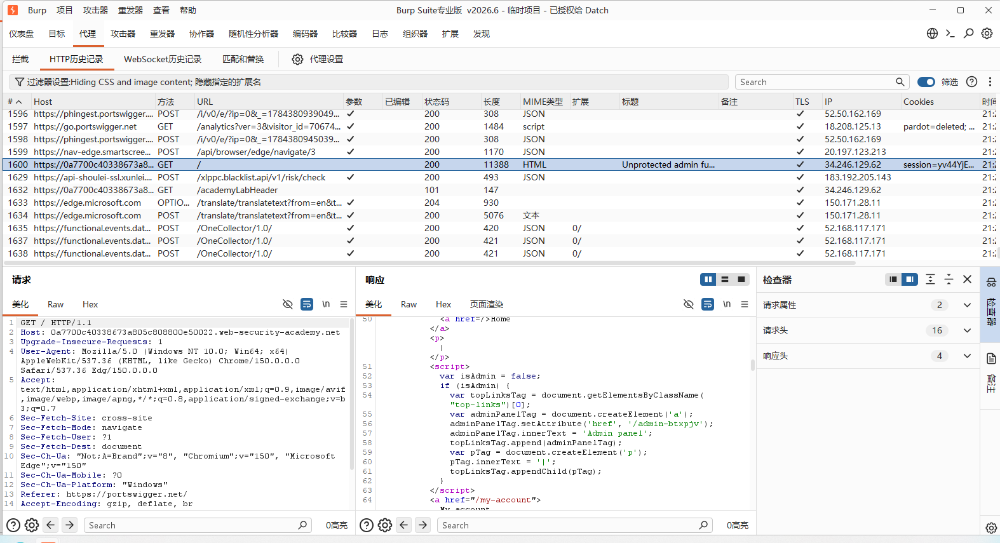 Burp 项目 攻击器 重发器 查看 帮助 Burp Suite专业版 v2026.6 - 临时项目 - 已授权给 Datch
仪表盘 目标 代理 攻击器 重发器 协作器 随机性分析器 编码器 比较器 日志 组织器 扩展 发现
拦截 HTTP历史记录 WebSocket历史记录 匹配和替换 代理设置
过滤器设置:Hiding CSS and image content; 隐藏指定的扩展名 Search 筛选
# Host 方法 URL 参数 已编辑 状态码 长度 MIME类型 扩展 标题 备注 TLS IP Cookies 时间
1596 https://phingest.portswigger.... POST /i/v0/e/?ip=0&_=1784380939049... ✓ 200 308 JSON ✓ 52.50.162.169 21:2
1597 https://go.portswigger.net GET /analytics?ver=3&visitor_id=70674... ✓ 200 1484 script ✓ 18.208.125.13 pardot=deleted; ... 21:2
1598 https://phingest.portswigger.... POST /i/v0/e/?ip=0&_=1784380945039... ✓ 200 308 JSON ✓ 52.50.162.169 21:2
1599 https://nav-edge.smartscree... POST /api/browser/edge/navigate/3 ✓ 200 1170 JSON ✓ 20.197.123.213 21:2
1600 https://0a7700c40338673a8... GET / 200 11388 HTML Unprotected admin fu... ✓ 34.246.129.62 session=yv44YjE... 21:2
1629 https://api-shoulei-ssl.xunlei.... POST /xlppc.blacklist.api/v1/risk/check ✓ 200 493 JSON ✓ 183.192.205.143 21:2
1632 https://0a7700c40338673a8... GET /academyLabHeader 101 147 ✓ 34.246.129.62 21:2
1633 https://edge.microsoft.com OPTIO... /translate/translatetext?from=en&t... ✓ 204 930 ✓ 150.171.28.11 21:2
1634 https://edge.microsoft.com POST /translate/translatetext?from=en&t... ✓ 200 5076 文本 ✓ 150.171.28.11 21:2
1635 https://functional.events.dat... POST /OneCollector/1.0/ ✓ 200 420 JSON 0/ ✓ 52.168.117.171 21:2
1637 https://functional.events.dat... POST /OneCollector/1.0/ ✓ 200 421 JSON 0/ ✓ 52.168.117.171 21:2
1638 https://functional.events.dat... POST /OneCollector/1.0/ ✓ 200 421 JSON 0/ ✓ 52.168.117.171 21:2
请求
美化 Raw Hex \n
1 GET / HTTP/1.1
2 Host: 0a7700c40338673a805c808800e50022.web-security-academy.net
3 Upgrade-Insecure-Requests: 1
4 User-Agent: Mozilla/5.0 (Windows NT 10.0; Win64; x64)
AppleWebKit/537.36 (KHTML, like Gecko) Chrome/150.0.0.0
Safari/537.36 Edg/150.0.0.0
5 Accept:
text/html,application/xhtml+xml,application/xml;q=0.9,image/avif
,image/webp,image/apng,*/*;q=0.8,application/signed-exchange;v=b
3;q=0.7
6 Sec-Fetch-Site: cross-site
7 Sec-Fetch-Mode: navigate
8 Sec-Fetch-User: ?1
9 Sec-Fetch-Dest: document
10 Sec-Ch-Ua: "Not;A=Brand";v="8", "Chromium";v="150", "Microsoft
Edge";v="150"
11 Sec-Ch-Ua-Mobile: ?0
12 Sec-Ch-Ua-Platform: "Windows"
13 Referer: https://portswigger.net/
14 Accept-Encoding: gzip, deflate, br
Search 0高亮
响应
美化 Raw Hex 页面渲染 \n
50 <a href=/>Home
</a>
<p>
|
</p>
51 <script>
52 var isAdmin = false;
53 if (isAdmin) {
54 var topLinksTag = document.getElementsByClassName(
"top-links")[0];
55 var adminPanelTag = document.createElement('a');
56 adminPanelTag.setAttribute('href', '/admin-btxpjv');
57 adminPanelTag.innerText = 'Admin panel';
58 topLinksTag.append(adminPanelTag);
59 var pTag = document.createElement('p');
60 pTag.innerText = '|';
61 topLinksTag.appendChild(pTag);
62 }
63 </script>
64 <a href="/my-account">
My account
Search 0高亮
检查器
请求属性 2
请求头 16
响应头 4
检查器
备注